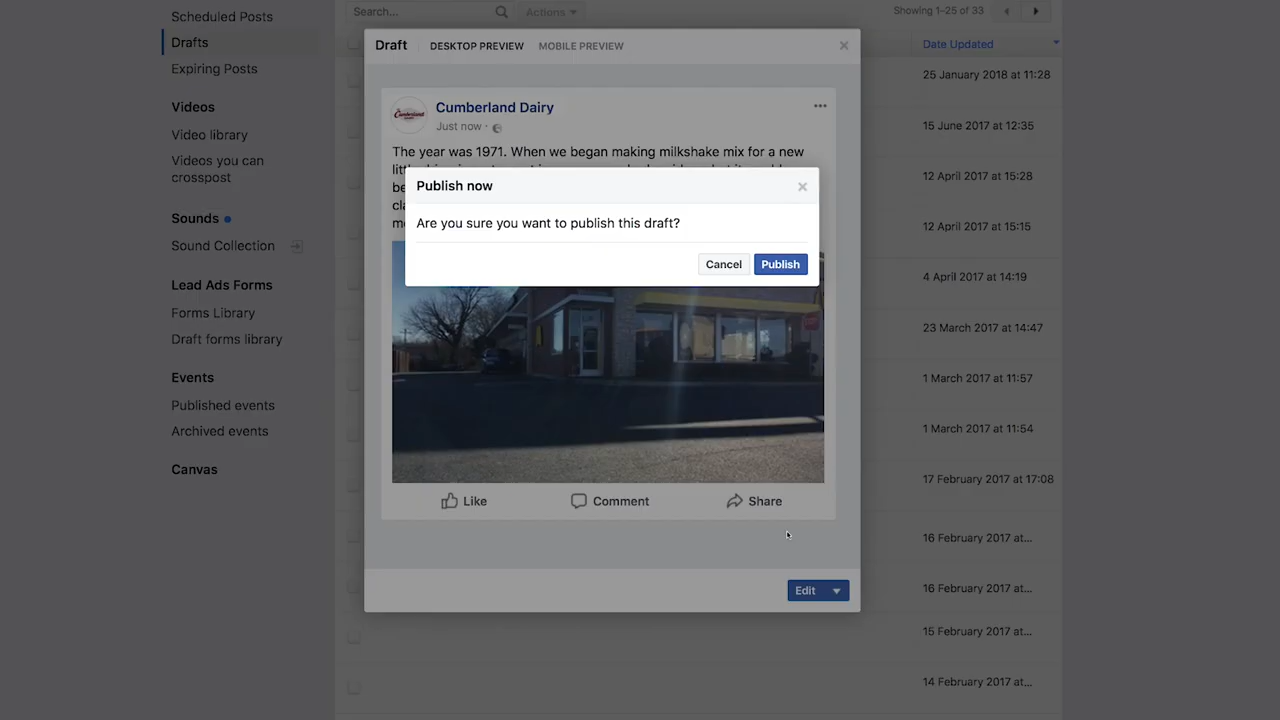 Scheduled Posts
Drafts
Expiring Posts
Videos
Video library
Videos you can
crosspost
Sounds
Sound Collection
Lead Ads Forms
Forms Library
Draft forms library
Events
Published events
Archived events
Canvas
Search...
Actions
Showing 1-25 of 33
Date Updated
25 January 2018 at 11:28
15 June 2017 at 12:35
12 April 2017 at 15:28
12 April 2017 at 15:15
4 April 2017 at 14:19
23 March 2017 at 14:47
1 March 2017 at 11:57
1 March 2017 at 11:54
17 February 2017 at 17:08
16 February 2017 at...
16 February 2017 at...
15 February 2017 at...
14 February 2017 at...
Draft
DESKTOP PREVIEW
MOBILE PREVIEW
Cumberland
Cumberland Dairy
Just now ·
The year was 1971. When we began making milkshake mix for a new
Publish now
Are you sure you want to publish this draft?
Cancel
Publish
Like
Comment
Share
Edit